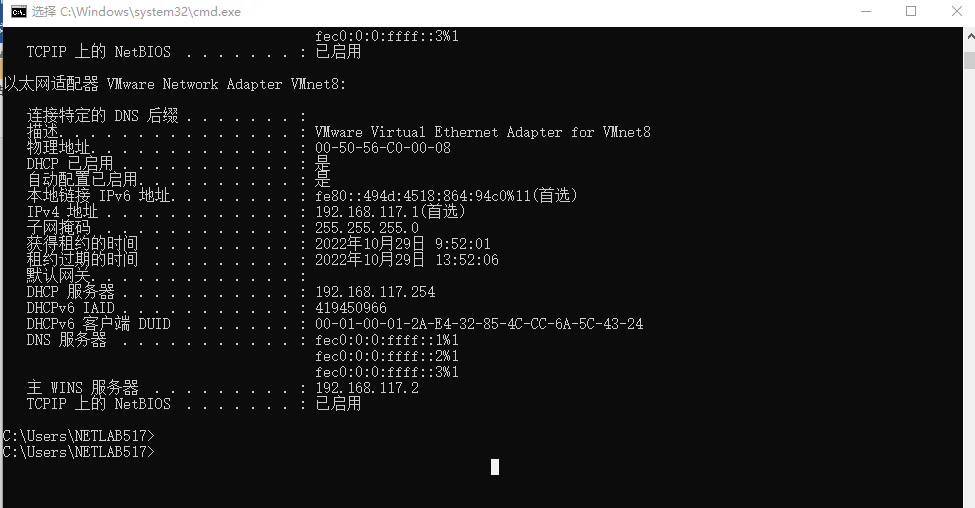 选择 C:\Windows\system32\cmd.exe
fec0:0:0:ffff::3%1
TCPIP 上的 NetBIOS . . . . . . . : 已启用
以太网适配器 VMware Network Adapter VMnet8:
连接特定的 DNS 后缀 . . . . . . . :
描述. . . . . . . . . . . . . . . : VMware Virtual Ethernet Adapter for VMnet8
物理地址. . . . . . . . . . . . . : 00-50-56-C0-00-08
DHCP 已启用 . . . . . . . . . . . : 是
自动配置已启用. . . . . . . . . . : 是
本地链接 IPv6 地址. . . . . . . . : fe80::494d:4518:864:94c0%11(首选)
IPv4 地址 . . . . . . . . . . . . : 192.168.117.1(首选)
子网掩码  . . . . . . . . . . . . : 255.255.255.0
获得租约的时间  . . . . . . . . . : 2022年10月29日 9:52:01
租约过期的时间  . . . . . . . . . : 2022年10月29日 13:52:06
默认网关. . . . . . . . . . . . . :
DHCP 服务器 . . . . . . . . . . . : 192.168.117.254
DHCPv6 IAID . . . . . . . . . . . : 419450966
DHCPv6 客户端 DUID  . . . . . . . : 00-01-00-01-2A-E4-32-85-4C-CC-6A-5C-43-24
DNS 服务器  . . . . . . . . . . . : fec0:0:0:ffff::1%1
fec0:0:0:ffff::2%1
fec0:0:0:ffff::3%1
主 WINS 服务器  . . . . . . . . . : 192.168.117.2
TCPIP 上的 NetBIOS  . . . . . . . : 已启用
C:\Users\NETLAB517>
C:\Users\NETLAB517>